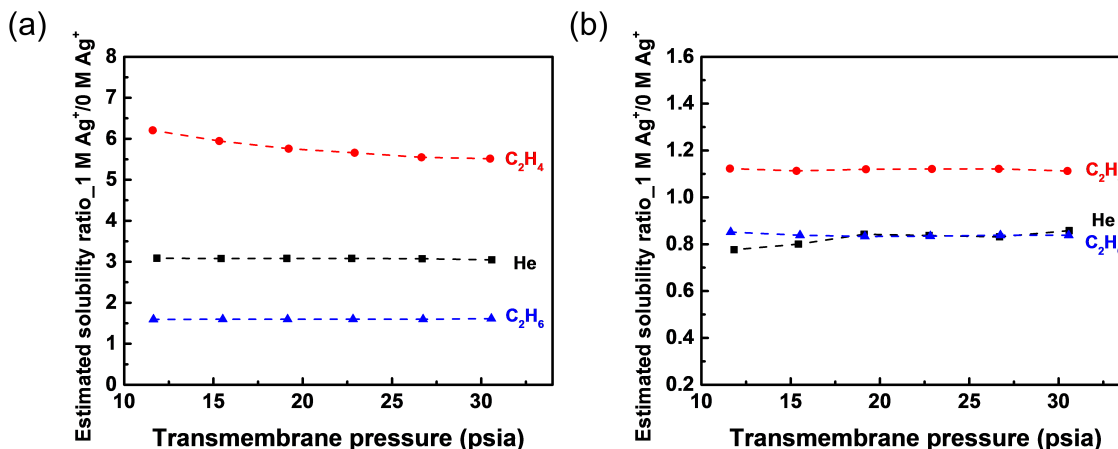 (a)
Estimated solubility ratio_1 M Ag⁺/0 M Ag⁺
8
7
6
5
4
3
2
1
0
10
15
20
25
30
Transmembrane pressure (psia)
C₂H₄
He
C₂H₆
(b)
Estimated solubility ratio_1 M Ag⁺/0 M Ag⁺
1.6
1.4
1.2
1.0
0.8
0.6
0.4
0.2
10
15
20
25
30
Transmembrane pressure (psia)
C₂H
He
C₂H